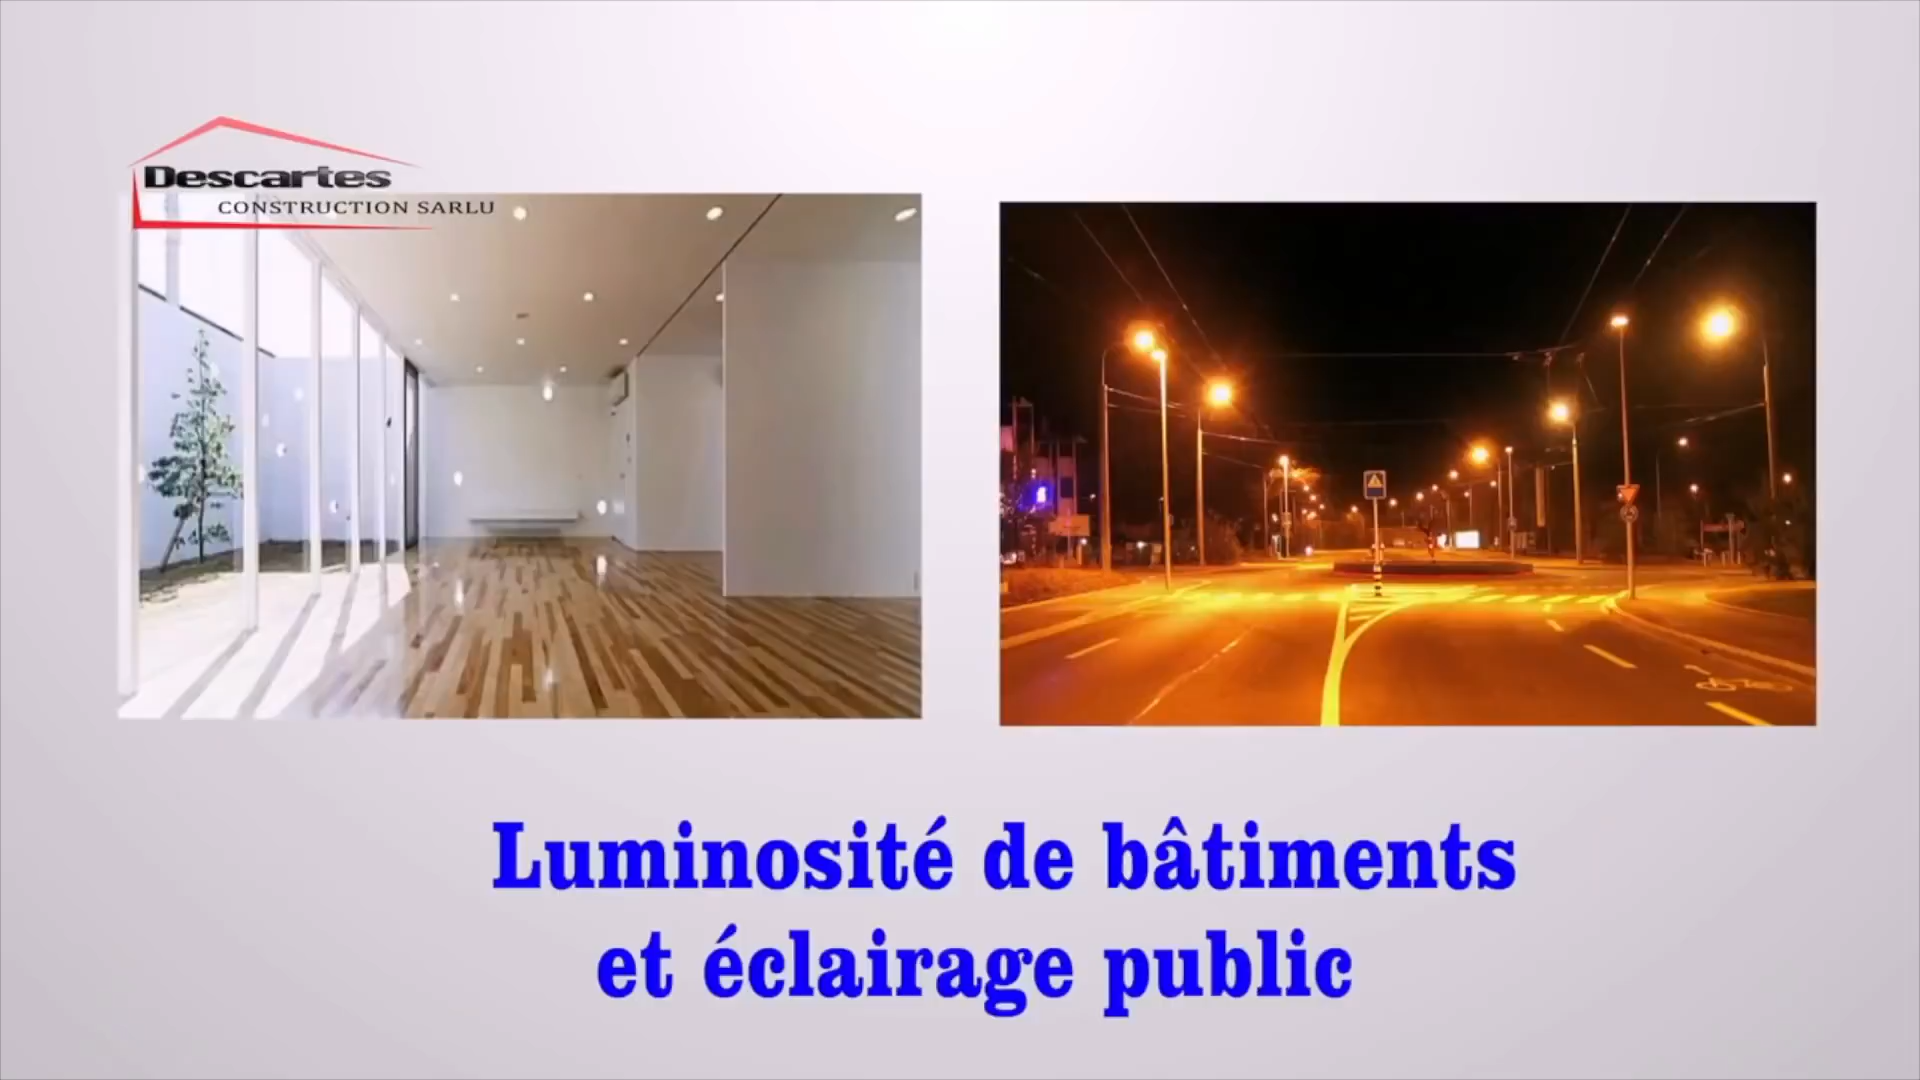 Descartes
CONSTRUCTION SARLU
Luminosité de bâtiments
et éclairage public